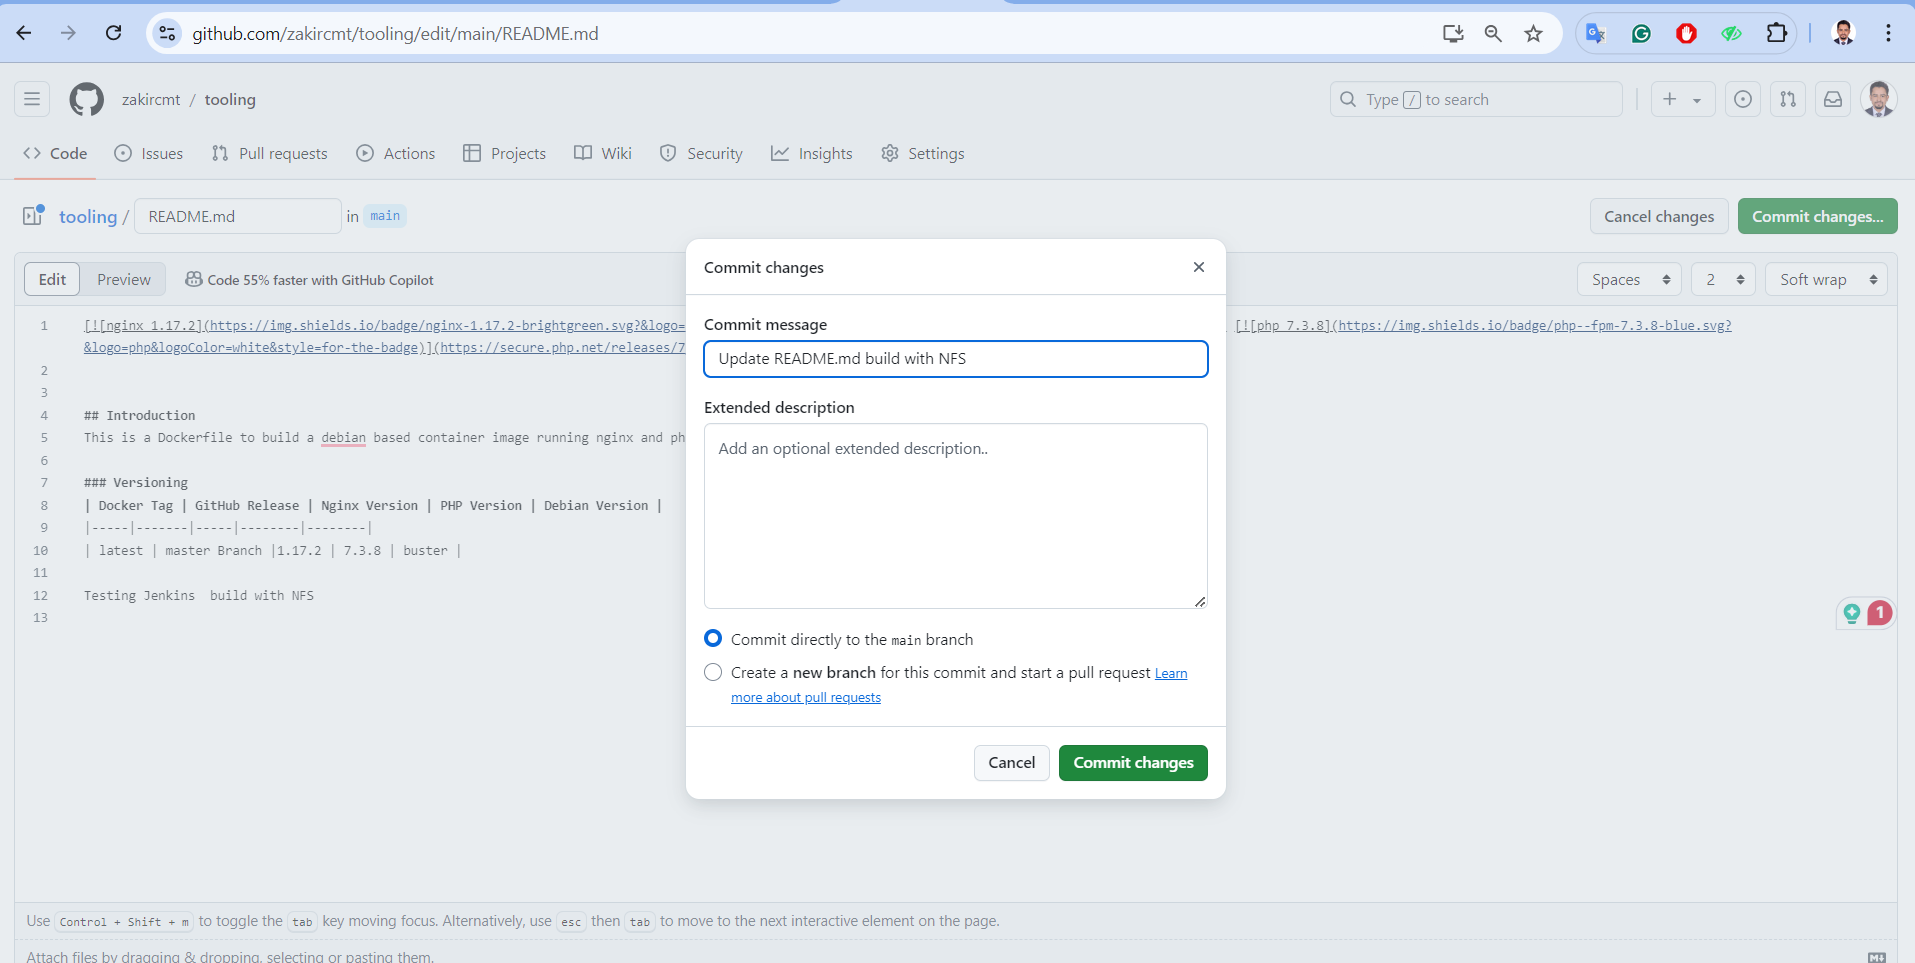 github.com/zakircmt/tooling/edit/main/README.md
zakircmt / tooling
Type / to search
Code Issues Pull requests Actions Projects Wiki Security Insights Settings
tooling / README.md in main
Cancel changes Commit changes...
Edit Preview Code 55% faster with GitHub Copilot
Spaces 2 Soft wrap
1 [![nginx 1.17.2](https://img.shields.io/badge/nginx-1.17.2-brightgreen.svg?&logo= [![php 7.3.8](https://img.shields.io/badge/php--fpm-7.3.8-blue.svg?
&logo=php&logoColor=white&style=for-the-badge)](https://secure.php.net/releases/7
2
3
4 ## Introduction
5 This is a Dockerfile to build a debian based container image running nginx and ph
6
7 ### Versioning
8 | Docker Tag | GitHub Release | Nginx Version | PHP Version | Debian Version |
9 |-----|-------|-----|--------|--------|
10 | latest | master Branch |1.17.2 | 7.3.8 | buster |
11
12 Testing Jenkins  build with NFS
13
Commit changes
Commit message
Update README.md build with NFS
Extended description
Add an optional extended description..
Commit directly to the main branch
Create a new branch for this commit and start a pull request Learn
more about pull requests
Cancel Commit changes
1
Use Control + Shift + m to toggle the tab key moving focus. Alternatively, use esc then tab to move to the next interactive element on the page.
Attach files by dragging & dropping, selecting or pasting them.